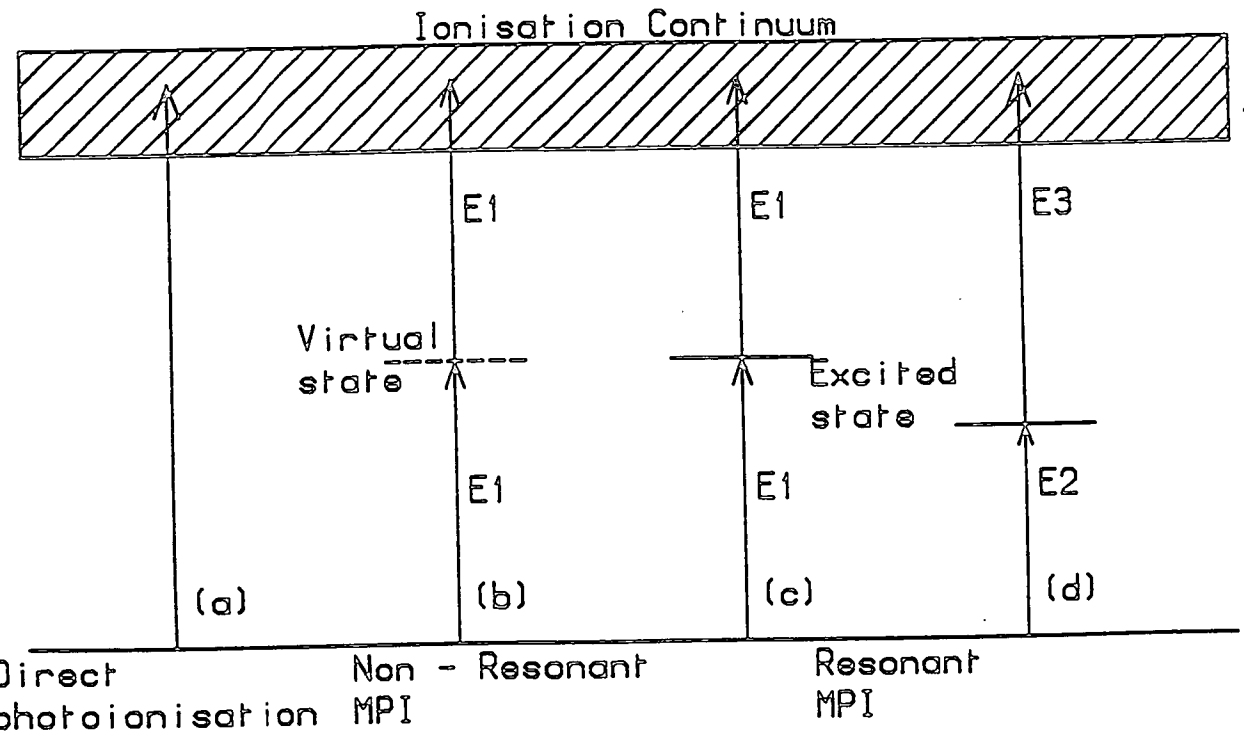 Ionisation Continuum
E1
E1
E3
Virtual
state
Excited
state
E1
E1
E2
(a)
(b)
(c)
(d)
Direct
photoionisation
Non - Resonant
MPI
Resonant
MPI